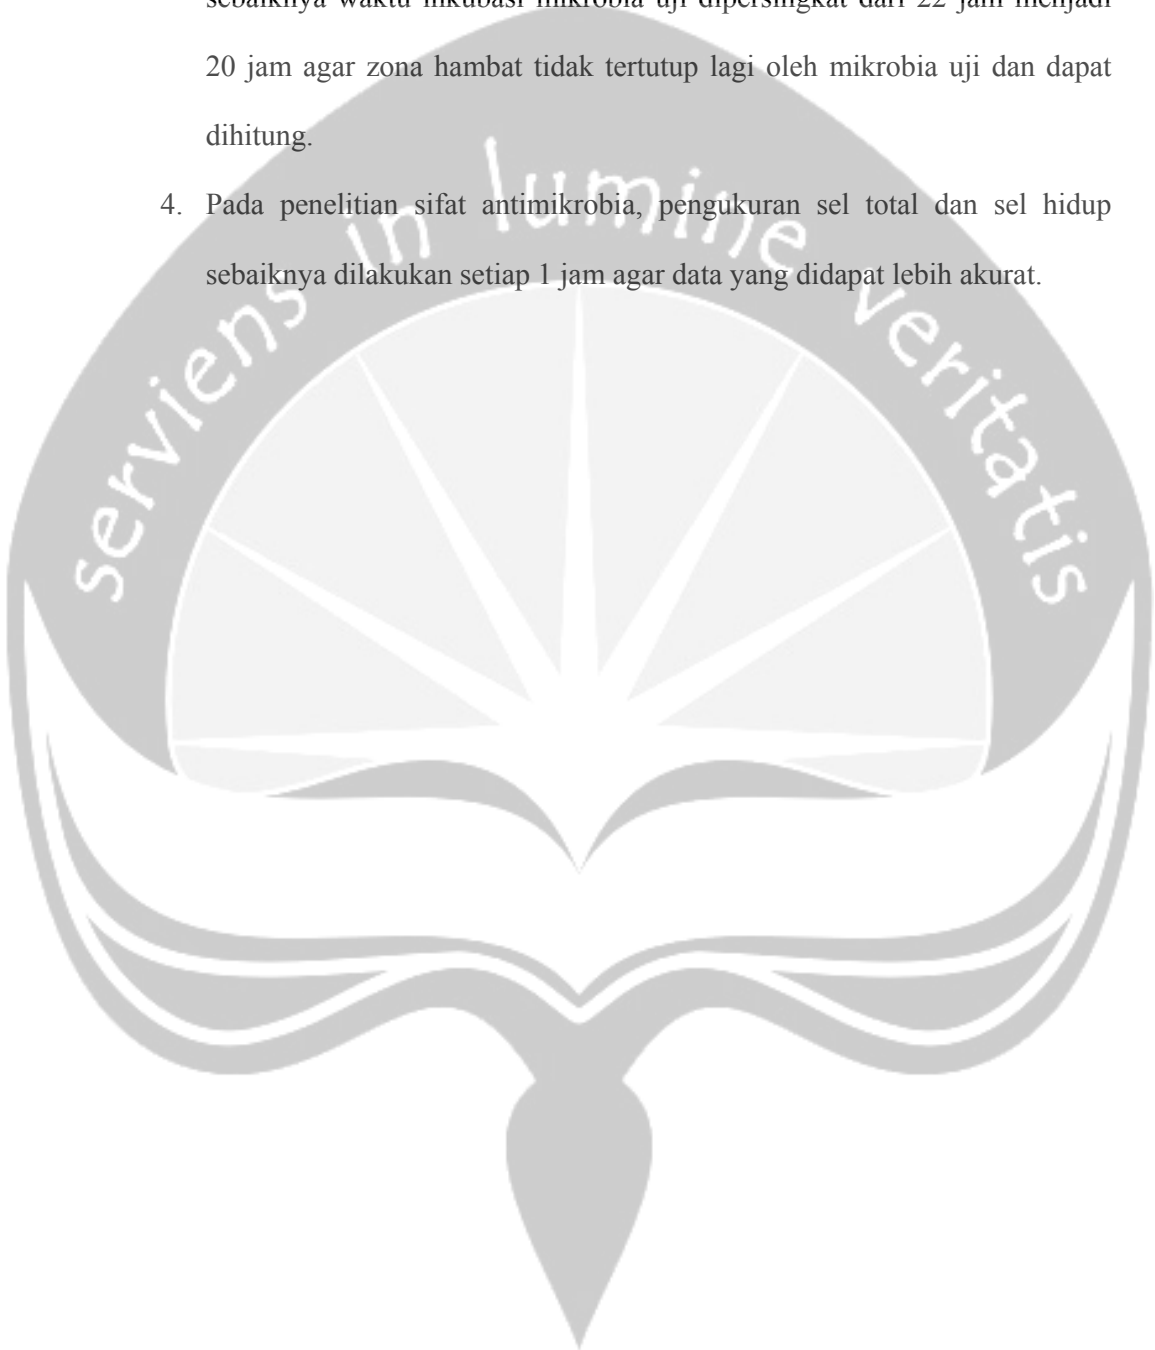 sebaiknya waktu inkubasi mikrobia uji dipersingkat dari 22 jam menjadi
20 jam agar zona hambat tidak tertutup lagi oleh mikrobia uji dan dapat
dihitung.
4. Pada penelitian sifat antimikrobia, pengukuran sel total dan sel hidup
sebaiknya dilakukan setiap 1 jam agar data yang didapat lebih akurat.
serviens in lumine veritatis